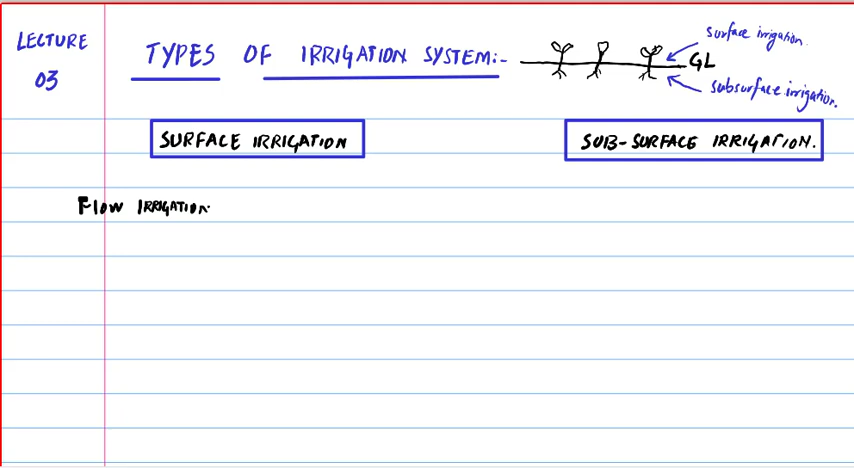 LECTURE
03
TYPES OF IRRIGATION SYSTEM:-
surface irrigation.
GL
subsurface irrigation.
SURFACE IRRIGATION
SUB-SURFACE IRRIGATION.
Flow IRRIGATION.